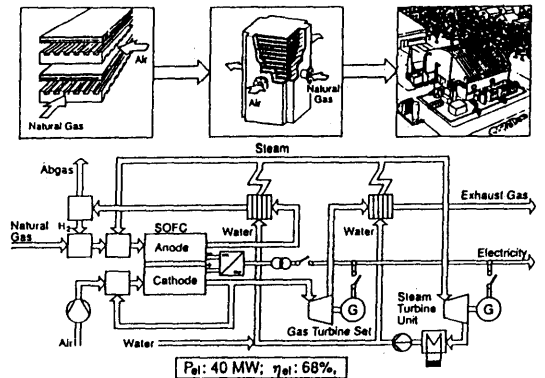 Air
Natural Gas
Air
Natural
Gas
Steam
Abgas
Exhaust Gas
H2
SOFC
Water
Water
Natural
Gas
Anode
Electricity
Cathode
Steam
Turbine
Unit
G
G
Gas Turbine Set
Air
Water
Pel: 40 MW; ηel: 68%,